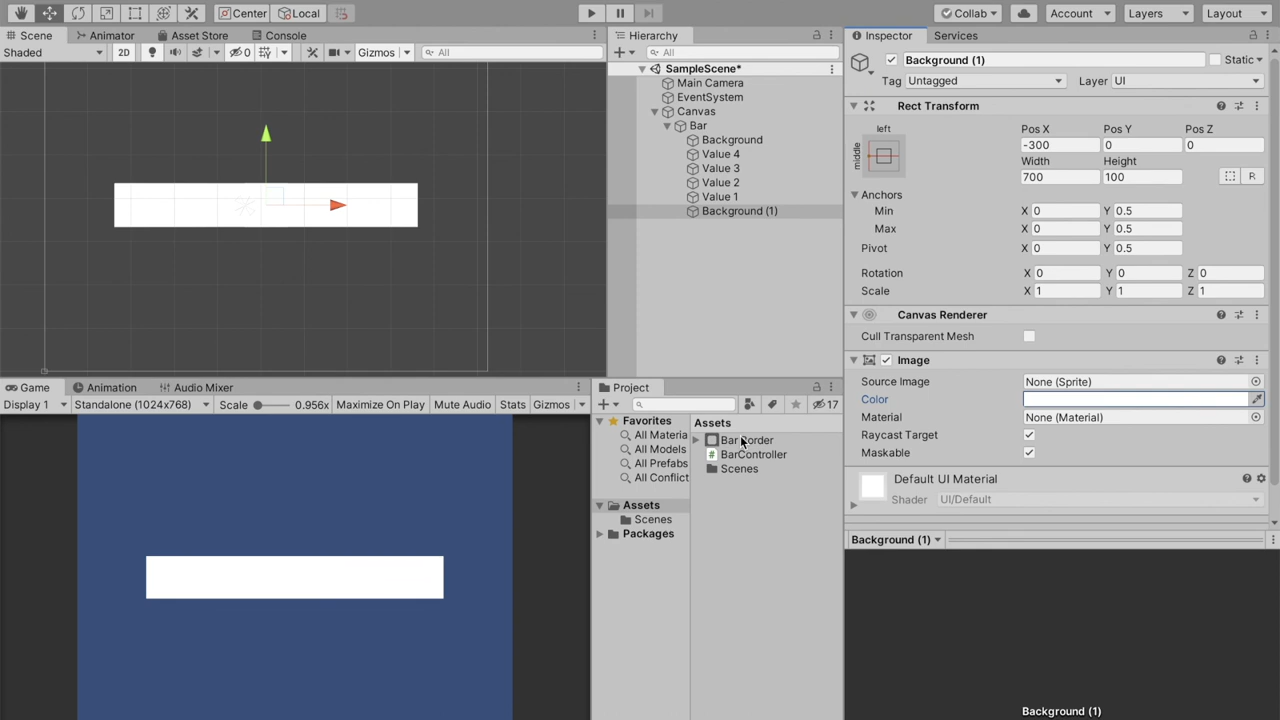 Center Local Collab Account Layers Layout
Scene Animator Asset Store Console
Shaded 2D 0 Gizmos All
Hierarchy
All
SampleScene*
Main Camera
EventSystem
Canvas
Bar
Background
Value 4
Value 3
Value 2
Value 1
Background (1)
Inspector Services
Background (1) Static
Tag Untagged Layer UI
Rect Transform
left
middle
Pos X Pos Y Pos Z
-300 0 0
Width Height
700 100 R
Anchors
Min X 0 Y 0.5
Max X 0 Y 0.5
Pivot X 0 Y 0.5
Rotation X 0 Y 0 Z 0
Scale X 1 Y 1 Z 1
Canvas Renderer
Cull Transparent Mesh
Image
Source Image None (Sprite)
Color
Material None (Material)
Raycast Target
Maskable
Default UI Material
Shader UI/Default
Background (1)
Background (1)
Game Animation Audio Mixer
Display 1 Standalone (1024x768) Scale 0.956x Maximize On Play Mute Audio Stats Gizmos
Project
17
Favorites
All Materia
All Models
All Prefabs
All Conflict
Assets
Scenes
Packages
Assets
BarController
# Scenes